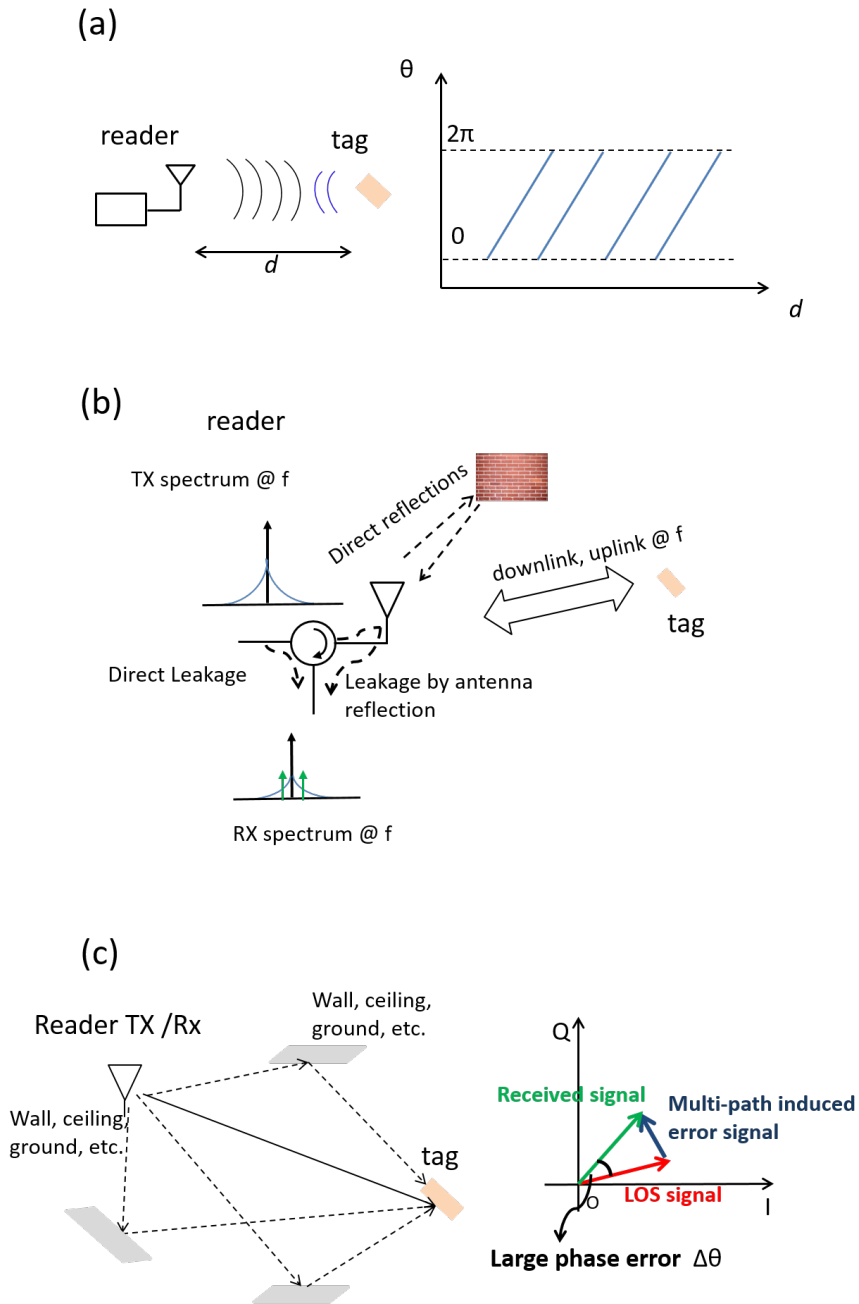 (a)
reader
tag
d
θ
2π
0
d
(b)
reader
TX spectrum @ f
Direct reflections
downlink, uplink @ f
tag
Direct Leakage
Leakage by antenna
reflection
RX spectrum @ f
(c)
Reader TX /Rx
Wall, ceiling,
ground, etc.
Wall, ceiling,
ground, etc.
tag
Q
Received signal
Multi-path induced
error signal
LOS signal
O
I
Large phase error Δθ